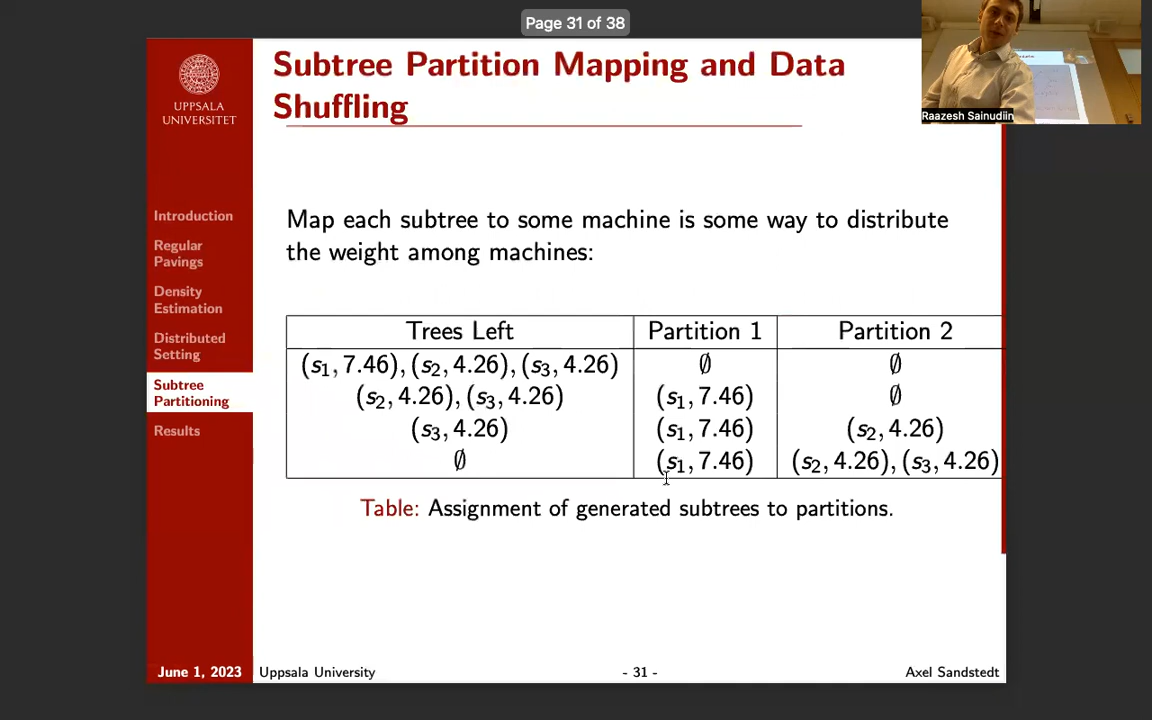 Page 31 of 38
Subtree Partition Mapping and Data
Shuffling
UPPSALA
UNIVERSITET
Raazesh Sainudiin
Introduction
Regular
Pavings
Density
Estimation
Distributed
Setting
Subtree
Partitioning
Results
Map each subtree to some machine is some way to distribute
the weight among machines:
Trees Left Partition 1 Partition 2
(s₁, 7.46), (s₂, 4.26), (s₃, 4.26) ∅ ∅
(s₂, 4.26), (s₃, 4.26) (s₁, 7.46) ∅
(s₃, 4.26) (s₁, 7.46) (s₂, 4.26)
∅ (s₁, 7.46) (s₂, 4.26), (s₃, 4.26)
Table: Assignment of generated subtrees to partitions.
June 1, 2023 Uppsala University - 31 - Axel Sandstedt